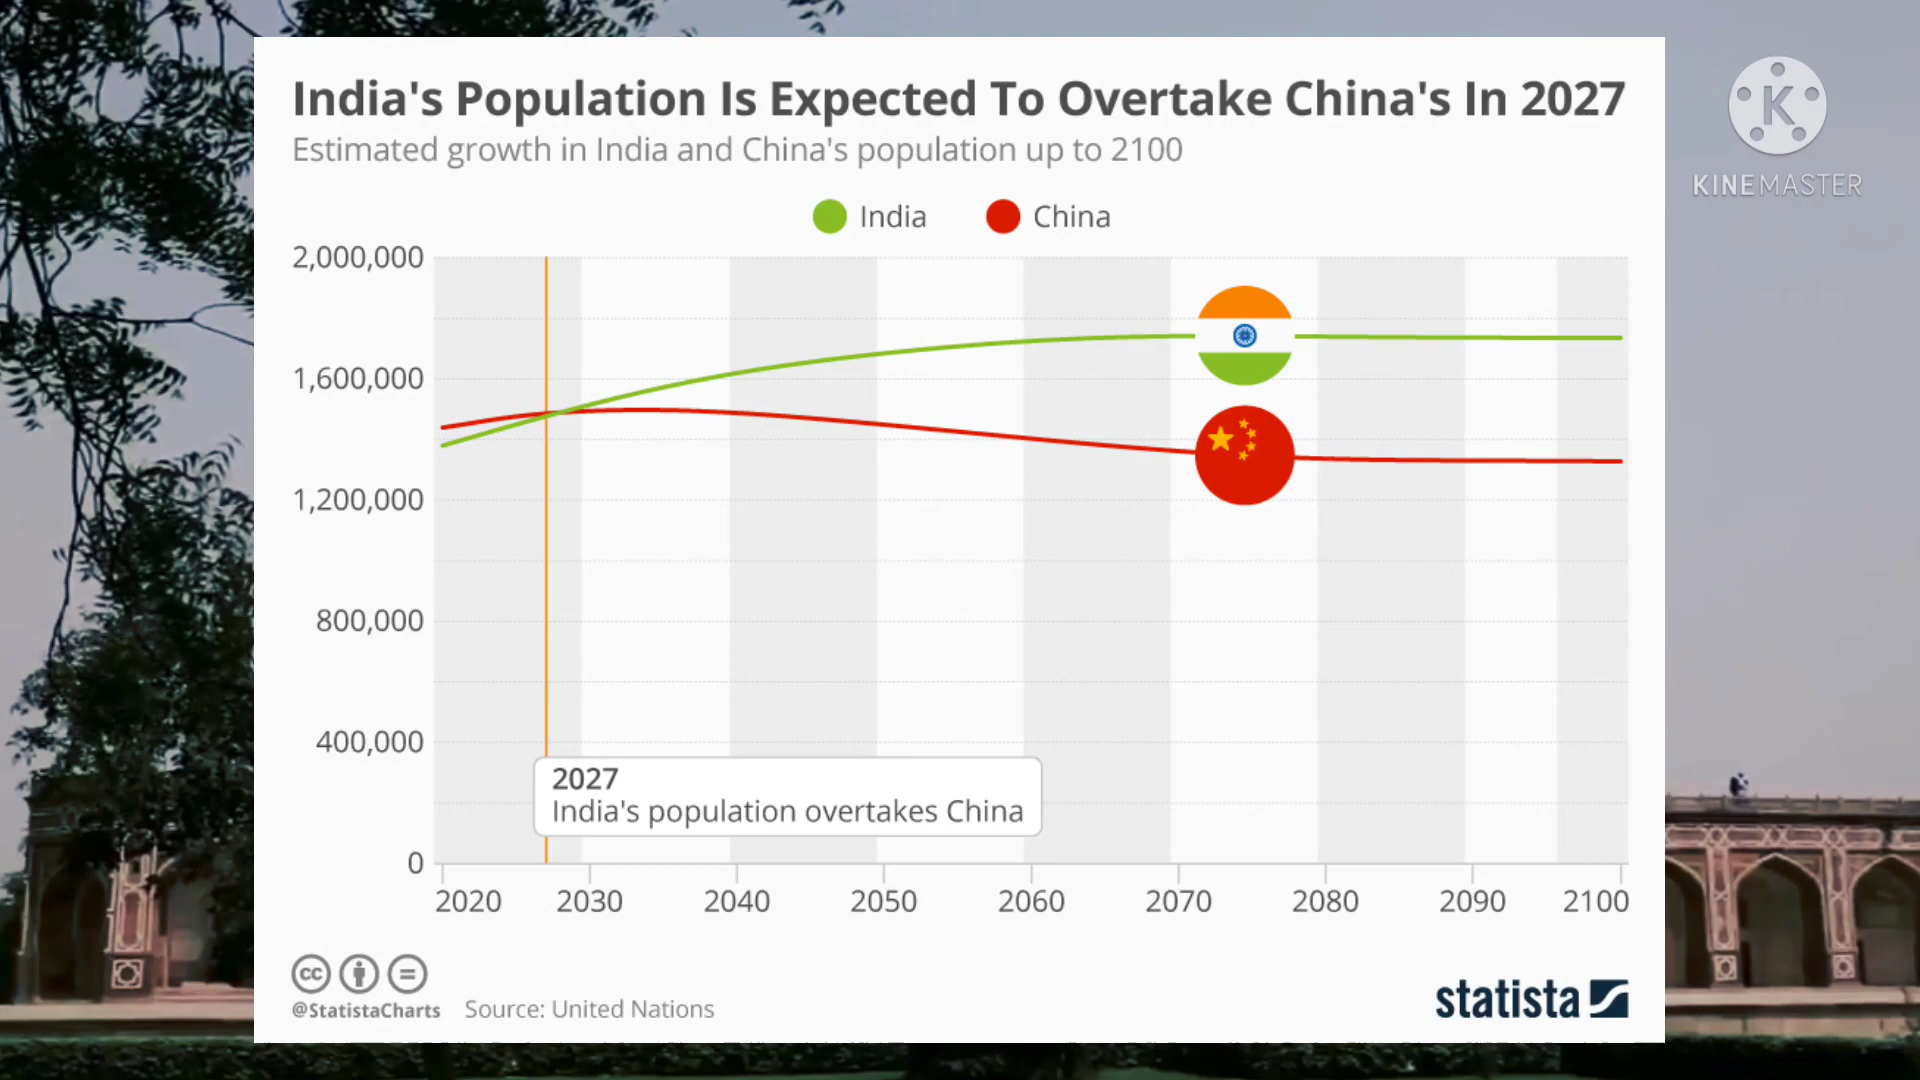 India's Population Is Expected To Overtake China's In 2027
Estimated growth in India and China's population up to 2100
India China
2,000,000
1,600,000
1,200,000
800,000
400,000
0
2027
India's population overtakes China
2020 2030 2040 2050 2060 2070 2080 2090 2100
cc
@StatistaCharts Source: United Nations
statista
K
KINEMASTER